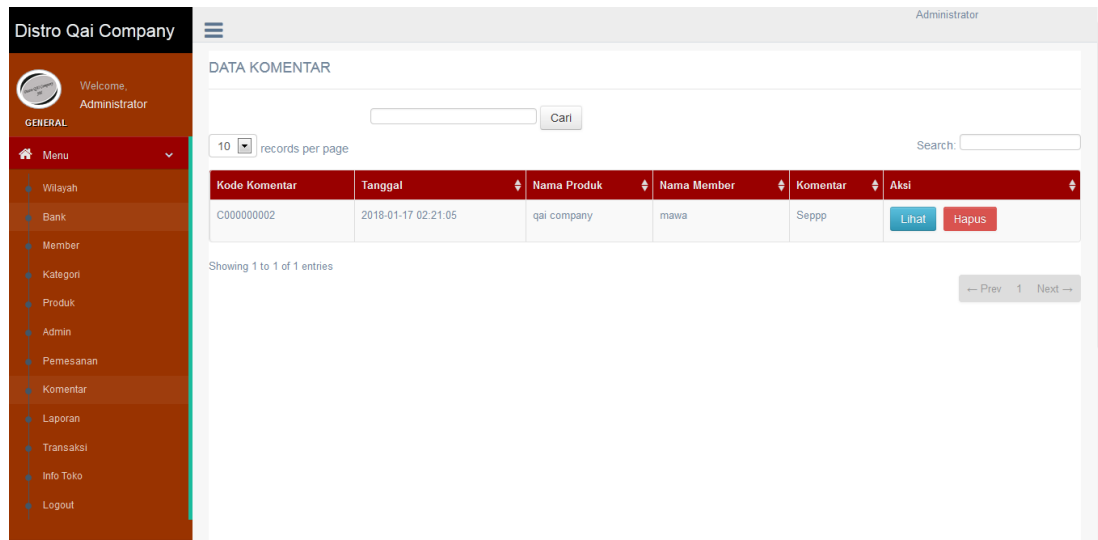 Distro Qai Company
Administrator
Welcome,
Administrator
GENERAL
Menu
Wilayah
Bank
Member
Kategori
Produk
Admin
Pemesanan
Komentar
Laporan
Transaksi
Info Toko
Logout
DATA KOMENTAR
Cari
10 records per page
Search:
Kode Komentar Tanggal Nama Produk Nama Member Komentar Aksi
C000000002 2018-01-17 02:21:05 qai company mawa Seppp Lihat Hapus
Showing 1 to 1 of 1 entries
← Prev 1 Next →